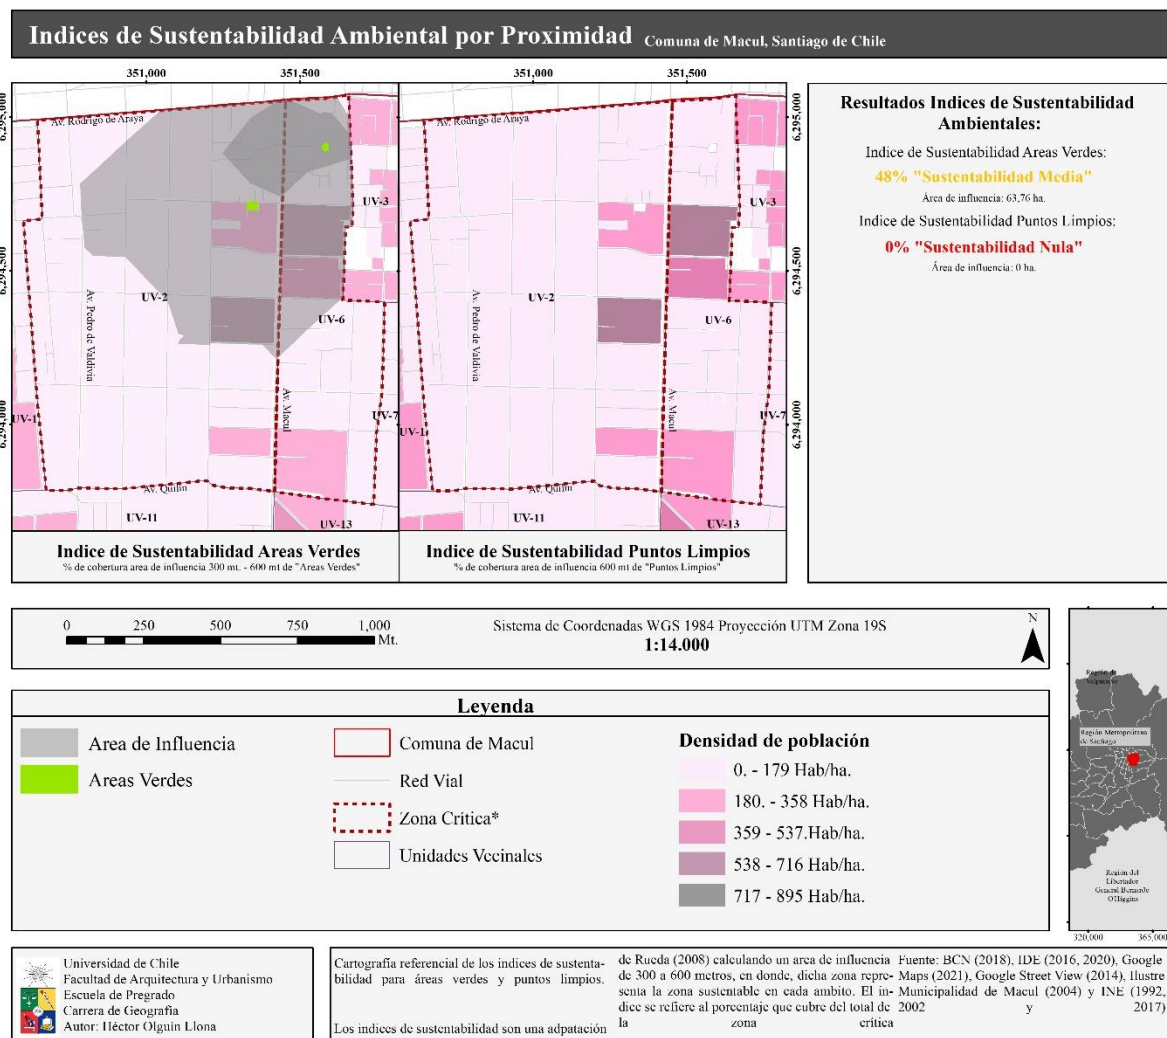 Indices de Sustentabilidad Ambiental por Proximidad Comuna de Macul, Santiago de Chile
351,000
351,500
351,000
351,500
6,295,000
6,294,500
6,294,000
Av. Rodrigo de Araya
UV-3
UV-2
Av. Pedro de Valdivia
UV-6
Av. Macul
UV-1
UV-7
Av. Quilín
UV-11
UV-13
Indice de Sustentabilidad Areas Verdes
% de cobertura area de influencia 300 mt. - 600 mt de "Areas Verdes"
Av. Rodrigo de Araya
UV-3
UV-2
Av. Pedro de Valdivia
UV-6
Av. Macul
UV-1
UV-7
Av. Quilín
UV-11
UV-13
6,295,000
6,294,500
6,294,000
Indice de Sustentabilidad Puntos Limpios
% de cobertura area de influencia 600 mt de "Puntos Limpios"
Resultados Indices de Sustentabilidad
Ambientales:
Indice de Sustentabilidad Areas Verdes:
48% "Sustentabilidad Media"
Área de influencia: 63,76 ha.
Indice de Sustentabilidad Puntos Limpios:
0% "Sustentabilidad Nula"
Área de influencia: 0 ha.
0 250 500 750 1,000
Mt.
Sistema de Coordenadas WGS 1984 Proyección UTM Zona 19S
1:14.000
N
Leyenda
Area de Influencia
Areas Verdes
Comuna de Macul
Red Víal
Zona Crítica*
Unidades Vecinales
Densidad de población
0. - 179 Hab/ha.
180. - 358 Hab/ha.
359 - 537.Hab/ha.
538 - 716 Hab/ha.
717 - 895 Hab/ha.
Región de
Valparaíso
Región Metropolitana
de Santiago
Región del
Libertador
General Bernardo
O'Higgins
320,000 365,000
Universidad de Chile
Facultad de Arquitectura y Urbanismo
Escuela de Pregrado
Carrera de Geografía
Autor: Héctor Olguín Llona
Cartografía referencial de los indices de sustenta-
bilidad para áreas verdes y puntos limpios.
Los indices de sustentabilidad son una adpatación
de Rueda (2008) calculando un area de influencia
de 300 a 600 metros, en donde, dicha zona repre-
senta la zona sustentable en cada ambito. El in-
dice se refiere al porcentaje que cubre del total de
la zona crítica
Fuente: BCN (2018), IDE (2016, 2020), Google
Maps (2021), Google Street View (2014), Ilustre
Municipalidad de Macul (2004) y INE (1992,
2002 y 2017)